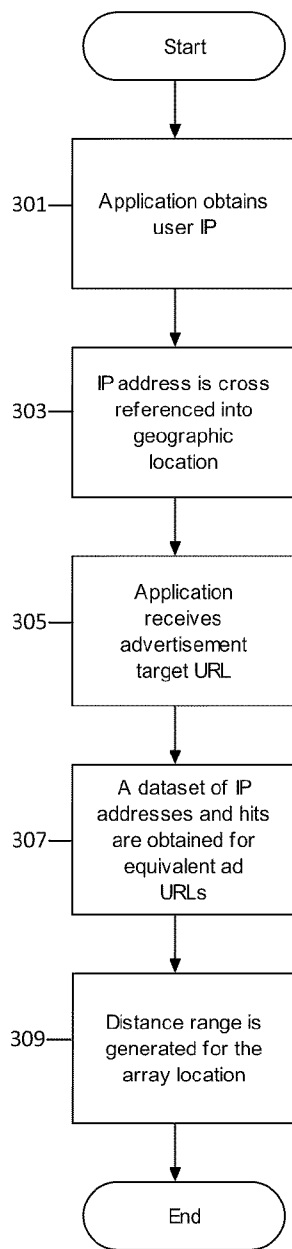 Start
301
Application obtains
user IP
303
IP address is cross
referenced into
geographic
location
305
Application
receives
advertisement
target URL
307
A dataset of IP
addresses and hits
are obtained for
equivalent ad
URLs
309
Distance range is
generated for the
array location
End